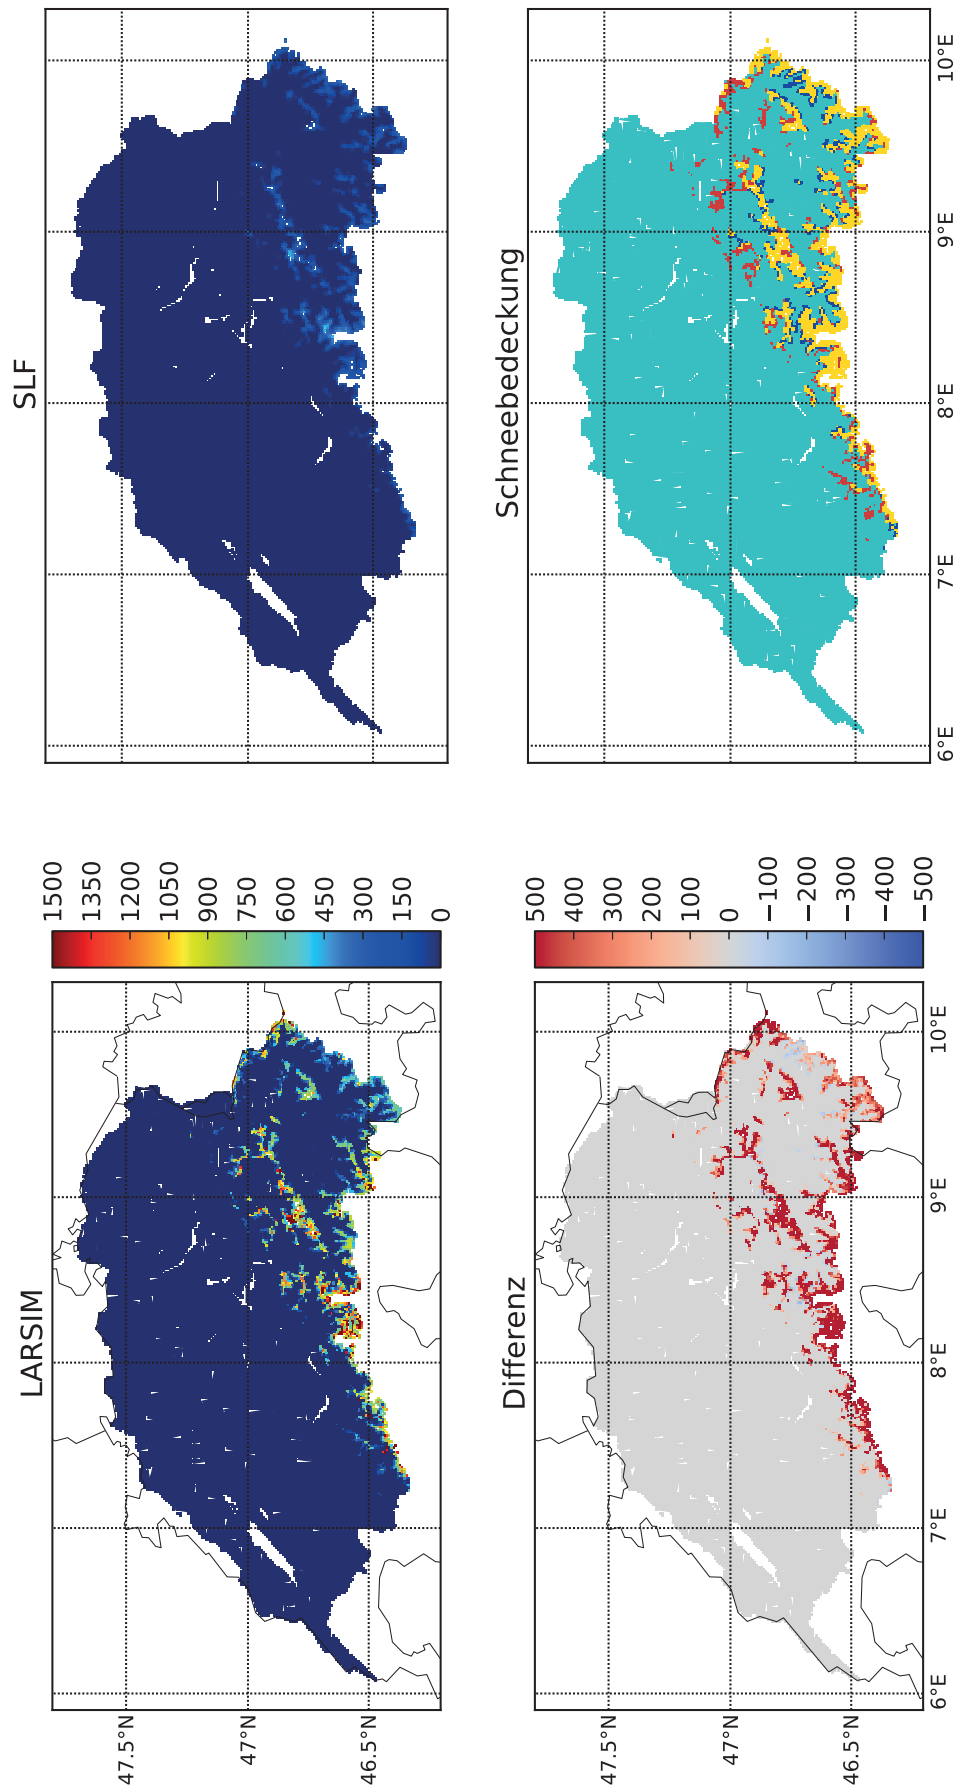 LARSIM
SLF
47.5°N
47°N
46.5°N
1500
1350
1200
1050
900
750
600
450
300
150
0
Differenz
Schneebedeckung
47.5°N
47°N
46.5°N
6°E
7°E
8°E
9°E
10°E
500
400
300
200
100
0
−100
−200
−300
−400
−500
6°E
7°E
8°E
9°E
10°E